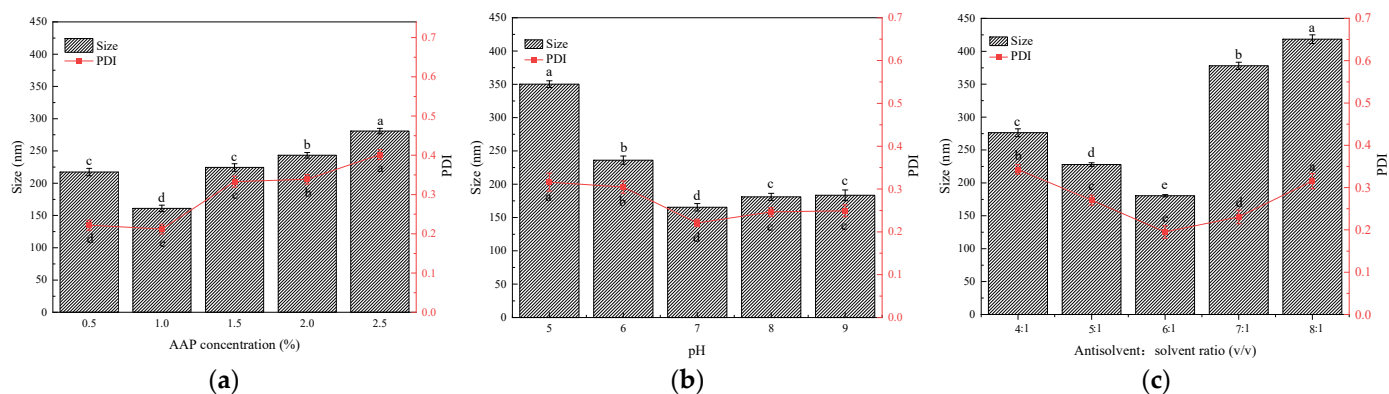 Size (nm)
450
400
350
300
250
200
150
100
50
0
Size
PDI
c
d
c
b
a
d
e
c
b
a
0.7
0.6
0.5
0.4
0.3
0.2
0.1
0.0
PDI
0.5 1.0 1.5 2.0 2.5
AAP concentration (%)
(a)
Size (nm)
450
400
350
300
250
200
150
100
50
0
Size
PDI
a
b
d
c
c
a
b
d
c
c
0.7
0.6
0.5
0.4
0.3
0.2
0.1
0.0
PDI
5 6 7 8 9
pH
(b)
Size (nm)
450
400
350
300
250
200
150
100
50
0
Size
PDI
c
d
e
b
a
b
c
e
d
a
0.7
0.6
0.5
0.4
0.3
0.2
0.1
0.0
PDI
4:1 5:1 6:1 7:1 8:1
Antisolvent：solvent ratio (v/v)
(c)